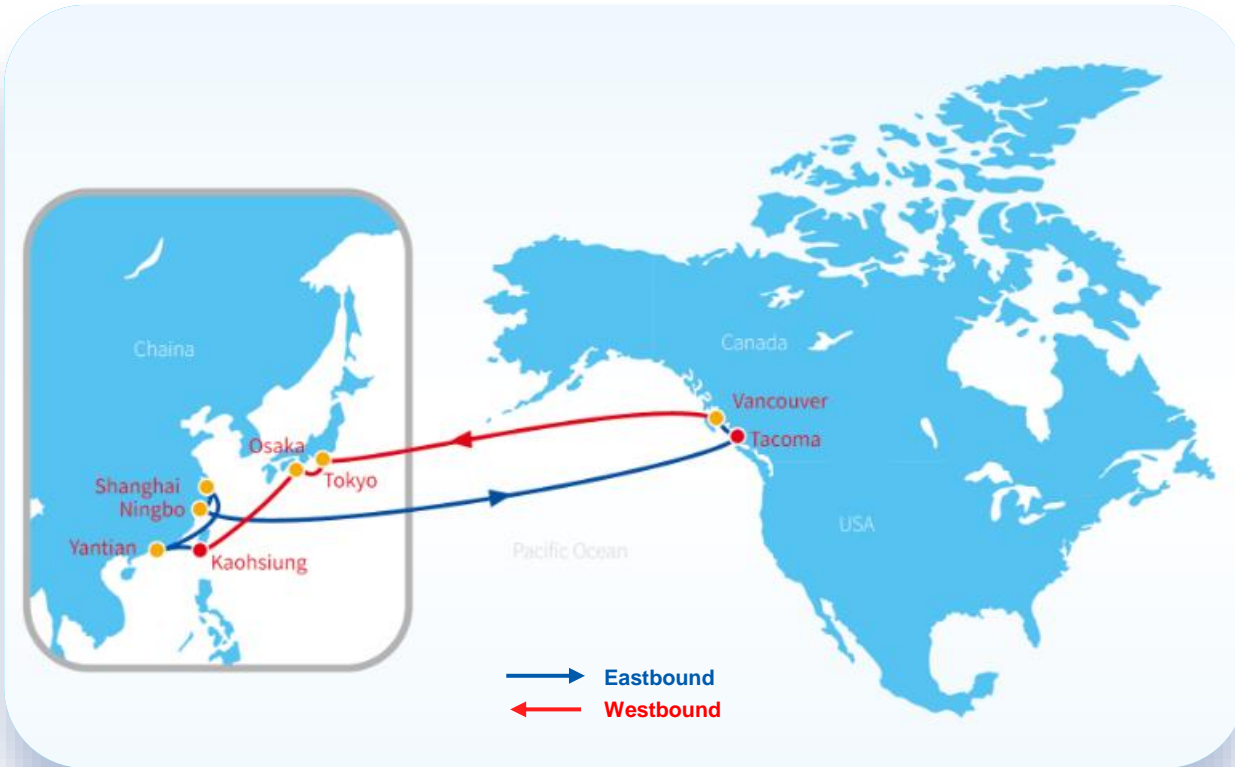 Chaina
Canada
Vancouver
Tacoma
Osaka
Tokyo
Shanghai
Ningbo
Yantian
Kaohsiung
USA
Pacific Ocean
Eastbound
Westbound